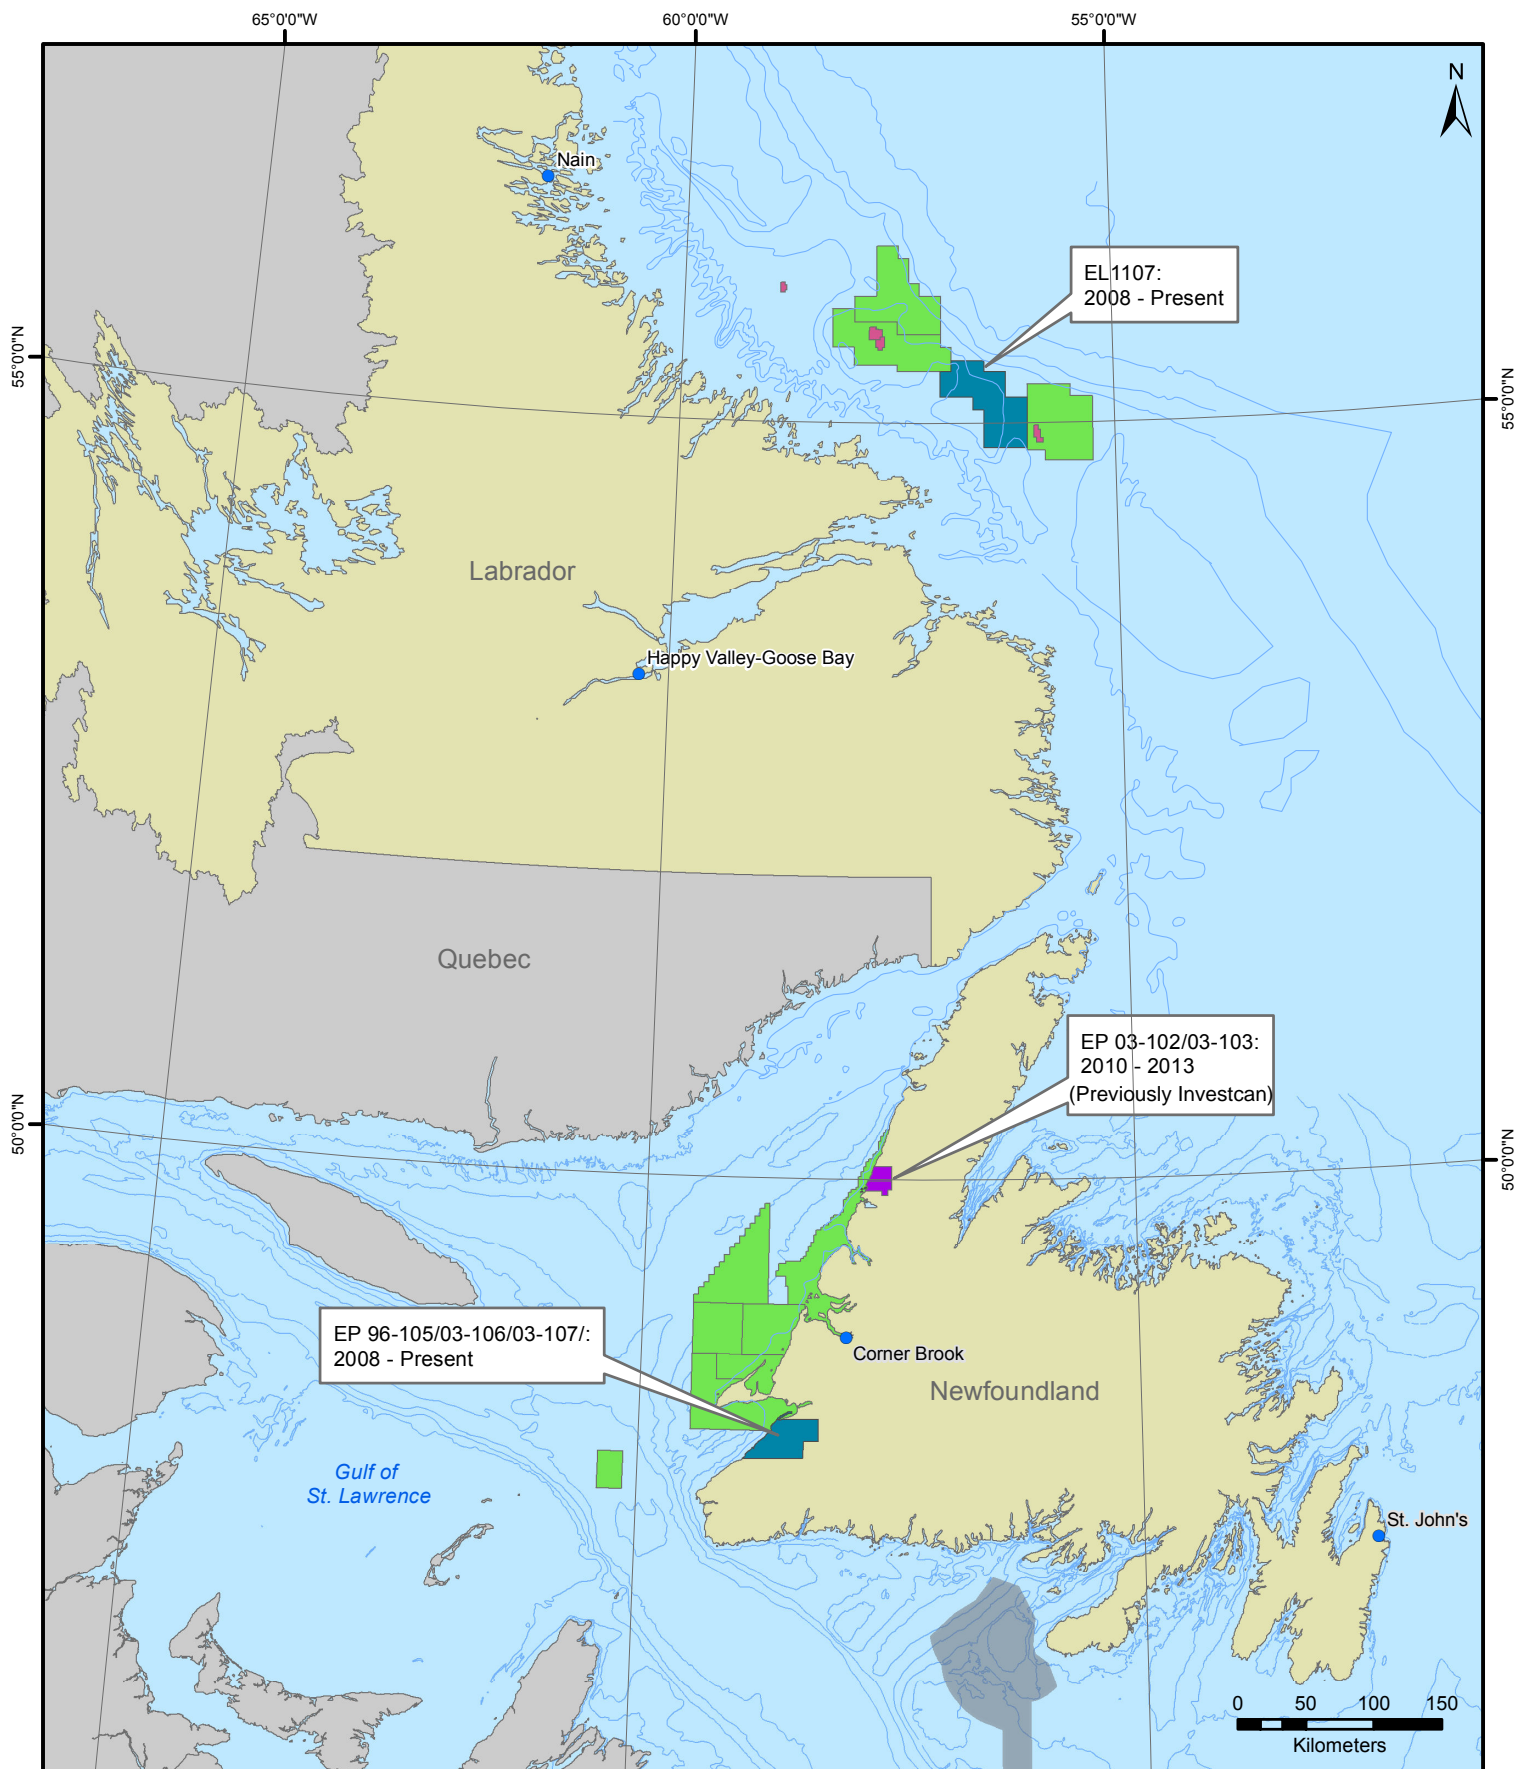 65°0'0"W
60°0'0"W
55°0'0"W
N
Nain
EL1107:
2008 - Present
55°0'0"N
55°0'0"N
Labrador
Happy Valley-Goose Bay
Quebec
EP 03-102/03-103:
2010 - 2013
(Previously Investcan)
50°0'0"N
50°0'0"N
EP 96-105/03-106/03-107/:
2008 - Present
Corner Brook
Newfoundland
Gulf of
St. Lawrence
St. John's
0 50 100 150
Kilometers